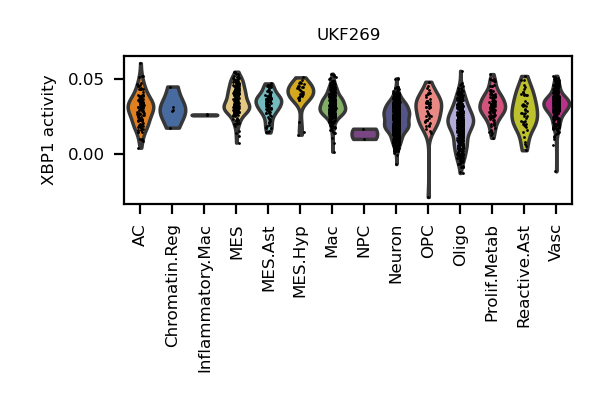 UKF269
XBP1 activity
0.05
0.00
AC
Chromatin.Reg
Inflammatory.Mac
MES
MES.Ast
MES.Hyp
Mac
NPC
Neuron
OPC
Oligo
Prolif.Metab
Reactive.Ast
Vasc